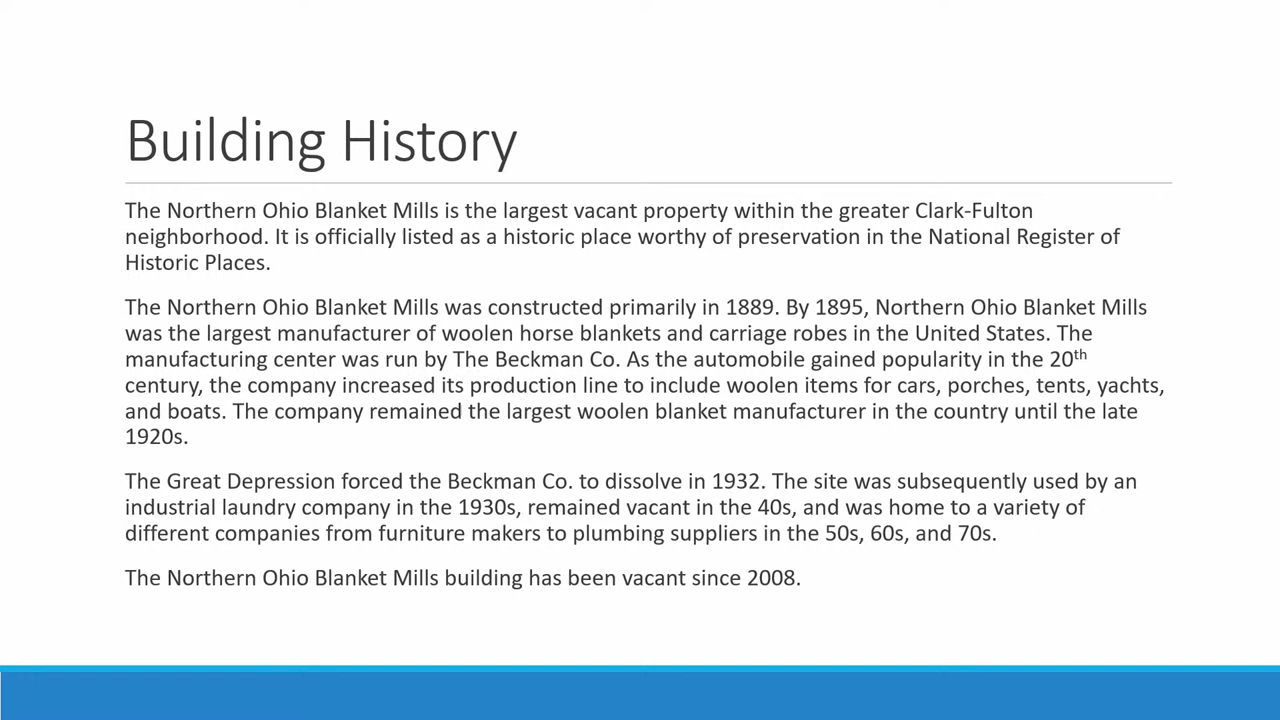 Building History
The Northern Ohio Blanket Mills is the largest vacant property within the greater Clark-Fulton
neighborhood. It is officially listed as a historic place worthy of preservation in the National Register of
Historic Places.
The Northern Ohio Blanket Mills was constructed primarily in 1889. By 1895, Northern Ohio Blanket Mills
was the largest manufacturer of woolen horse blankets and carriage robes in the United States. The
manufacturing center was run by The Beckman Co. As the automobile gained popularity in the 20th
century, the company increased its production line to include woolen items for cars, porches, tents, yachts,
and boats. The company remained the largest woolen blanket manufacturer in the country until the late
1920s.
The Great Depression forced the Beckman Co. to dissolve in 1932. The site was subsequently used by an
industrial laundry company in the 1930s, remained vacant in the 40s, and was home to a variety of
different companies from furniture makers to plumbing suppliers in the 50s, 60s, and 70s.
The Northern Ohio Blanket Mills building has been vacant since 2008.